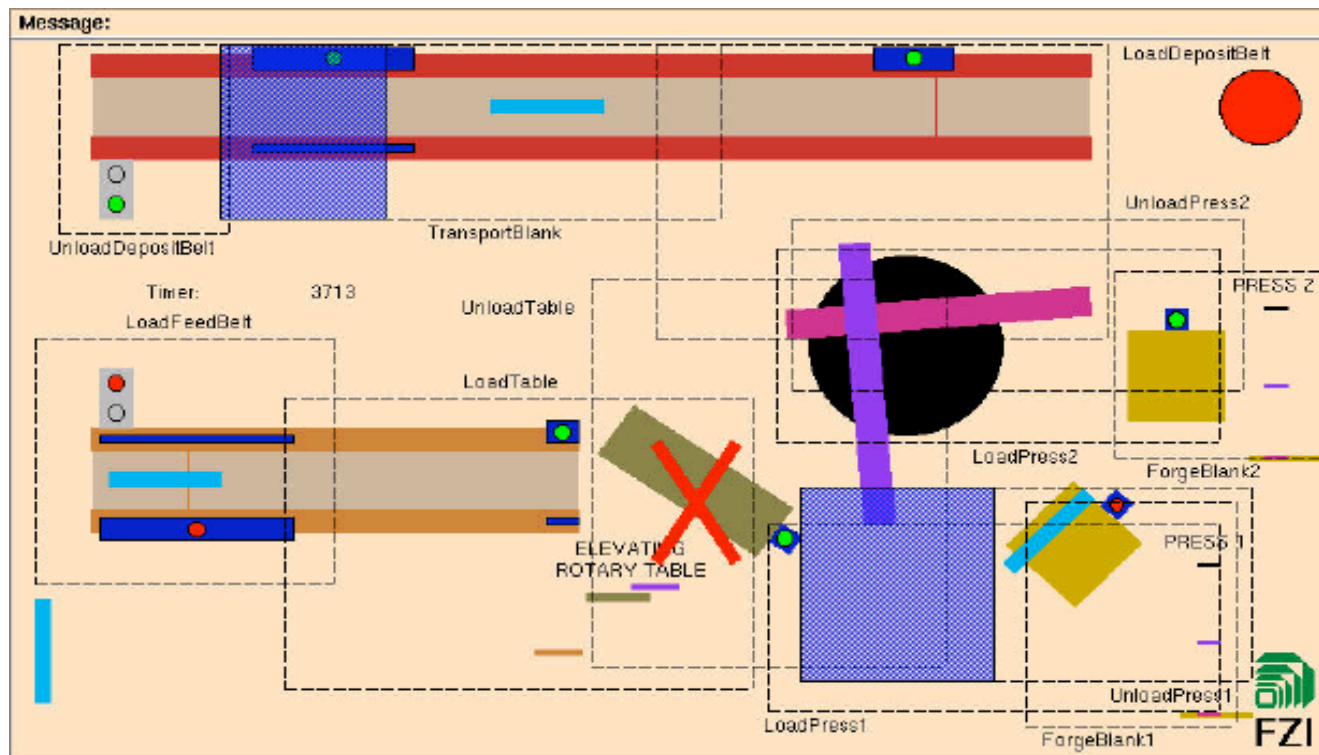 Message:
LoadDepositBelt
UnloadPress2
UnloadDepositBelt
TransportBlank
PRESS 2
Timer:
3713
UnloadTable
LoadFeedBelt
LoadTable
LoadPress2
ForgeBlank2
PRESS 1
ELEVATING
ROTARY TABLE
UnloadPress1
LoadPress1
ForgeBlank1
FZI